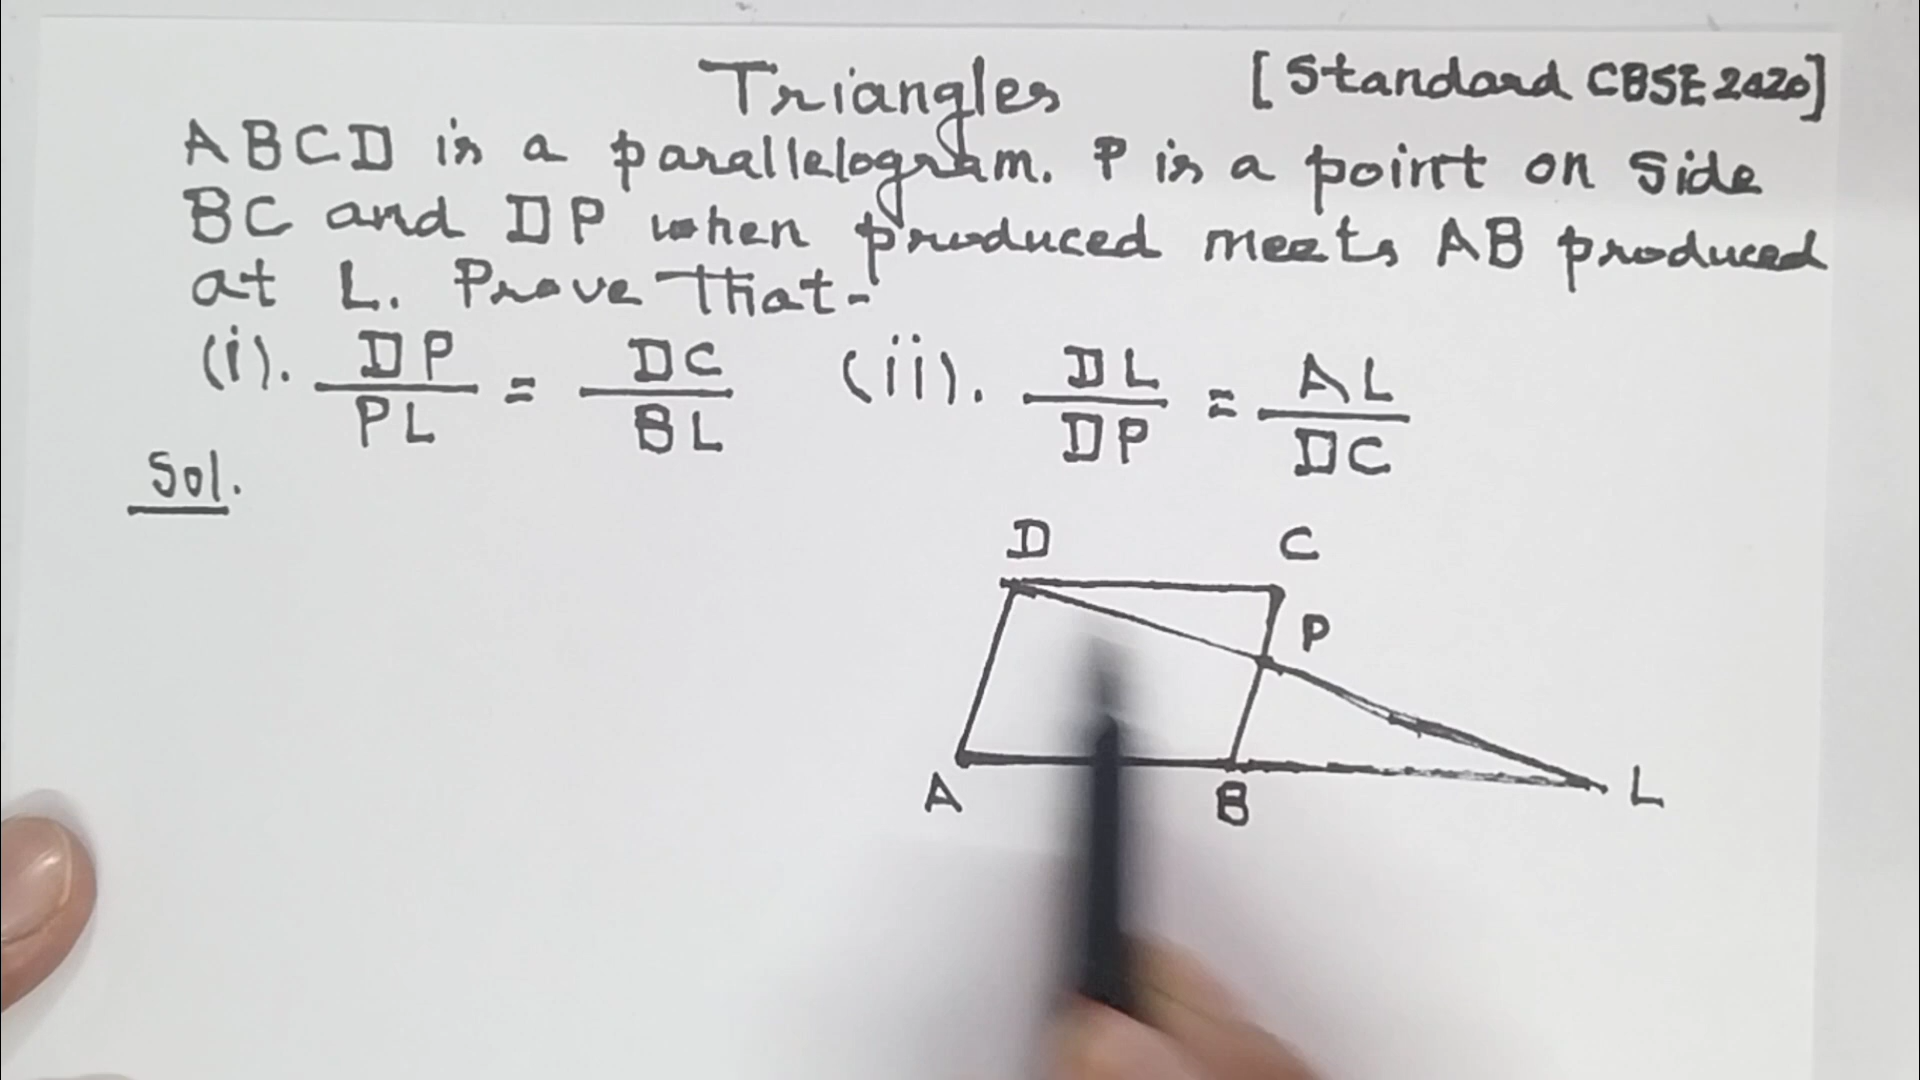 Triangles [Standard CBSE 2020]
ABCD is a parallelogram. P is a point on side
BC and DP when produced meets AB produced
at L. Prove That-
(i). DP/PL = DC/BL (ii). DL/DP = AL/DC
Sol.
D C
P
A B L